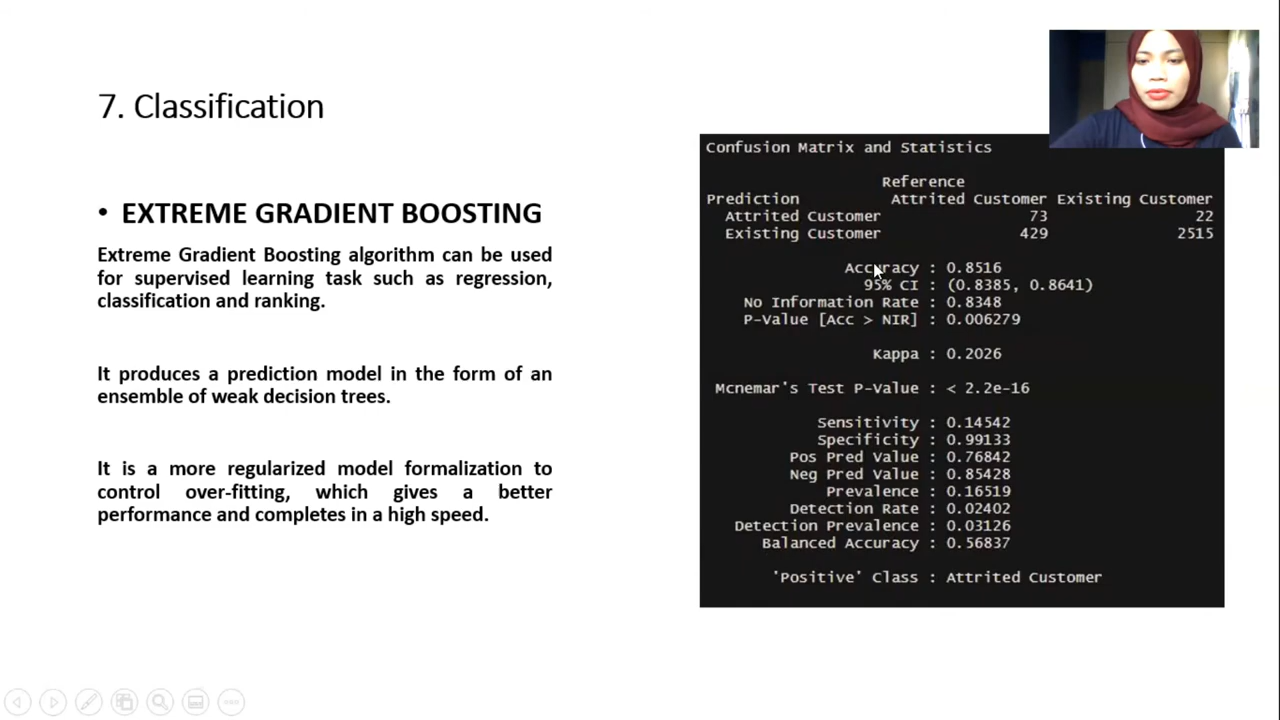 7. Classification
• EXTREME GRADIENT BOOSTING
Extreme Gradient Boosting algorithm can be used
for supervised learning task such as regression,
classification and ranking.
It produces a prediction model in the form of an
ensemble of weak decision trees.
It is a more regularized model formalization to
control over-fitting, which gives a better
performance and completes in a high speed.
Confusion Matrix and Statistics
Reference
Prediction Attrited Customer Existing Customer
Attrited Customer 73 22
Existing Customer 429 2515
Accuracy : 0.8516
95% CI : (0.8385, 0.8641)
No Information Rate : 0.8348
P-Value [Acc > NIR] : 0.006279
Kappa : 0.2026
Mcnemar's Test P-Value : < 2.2e-16
Sensitivity : 0.14542
Specificity : 0.99133
Pos Pred Value : 0.76842
Neg Pred Value : 0.85428
Prevalence : 0.16519
Detection Rate : 0.02402
Detection Prevalence : 0.03126
Balanced Accuracy : 0.56837
'Positive' Class : Attrited Customer